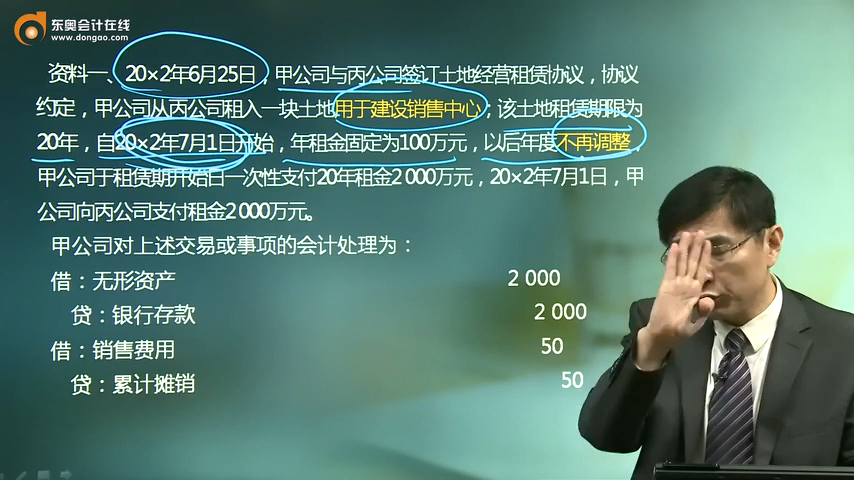 东奥会计在线
www.dongao.com
资料一、20×2年6月25日，甲公司与丙公司签订土地经营租赁协议，协议
约定，甲公司从丙公司租入一块土地用于建设销售中心；该土地租赁期限为
20年，自20×2年7月1日开始，年租金固定为100万元，以后年度不再调整，
甲公司于租赁期开始日一次性支付20年租金2 000万元，20×2年7月1日，甲
公司向丙公司支付租金2 000万元。
甲公司对上述交易或事项的会计处理为：
借：无形资产 2 000
贷：银行存款 2 000
借：销售费用 50
贷：累计摊销 50